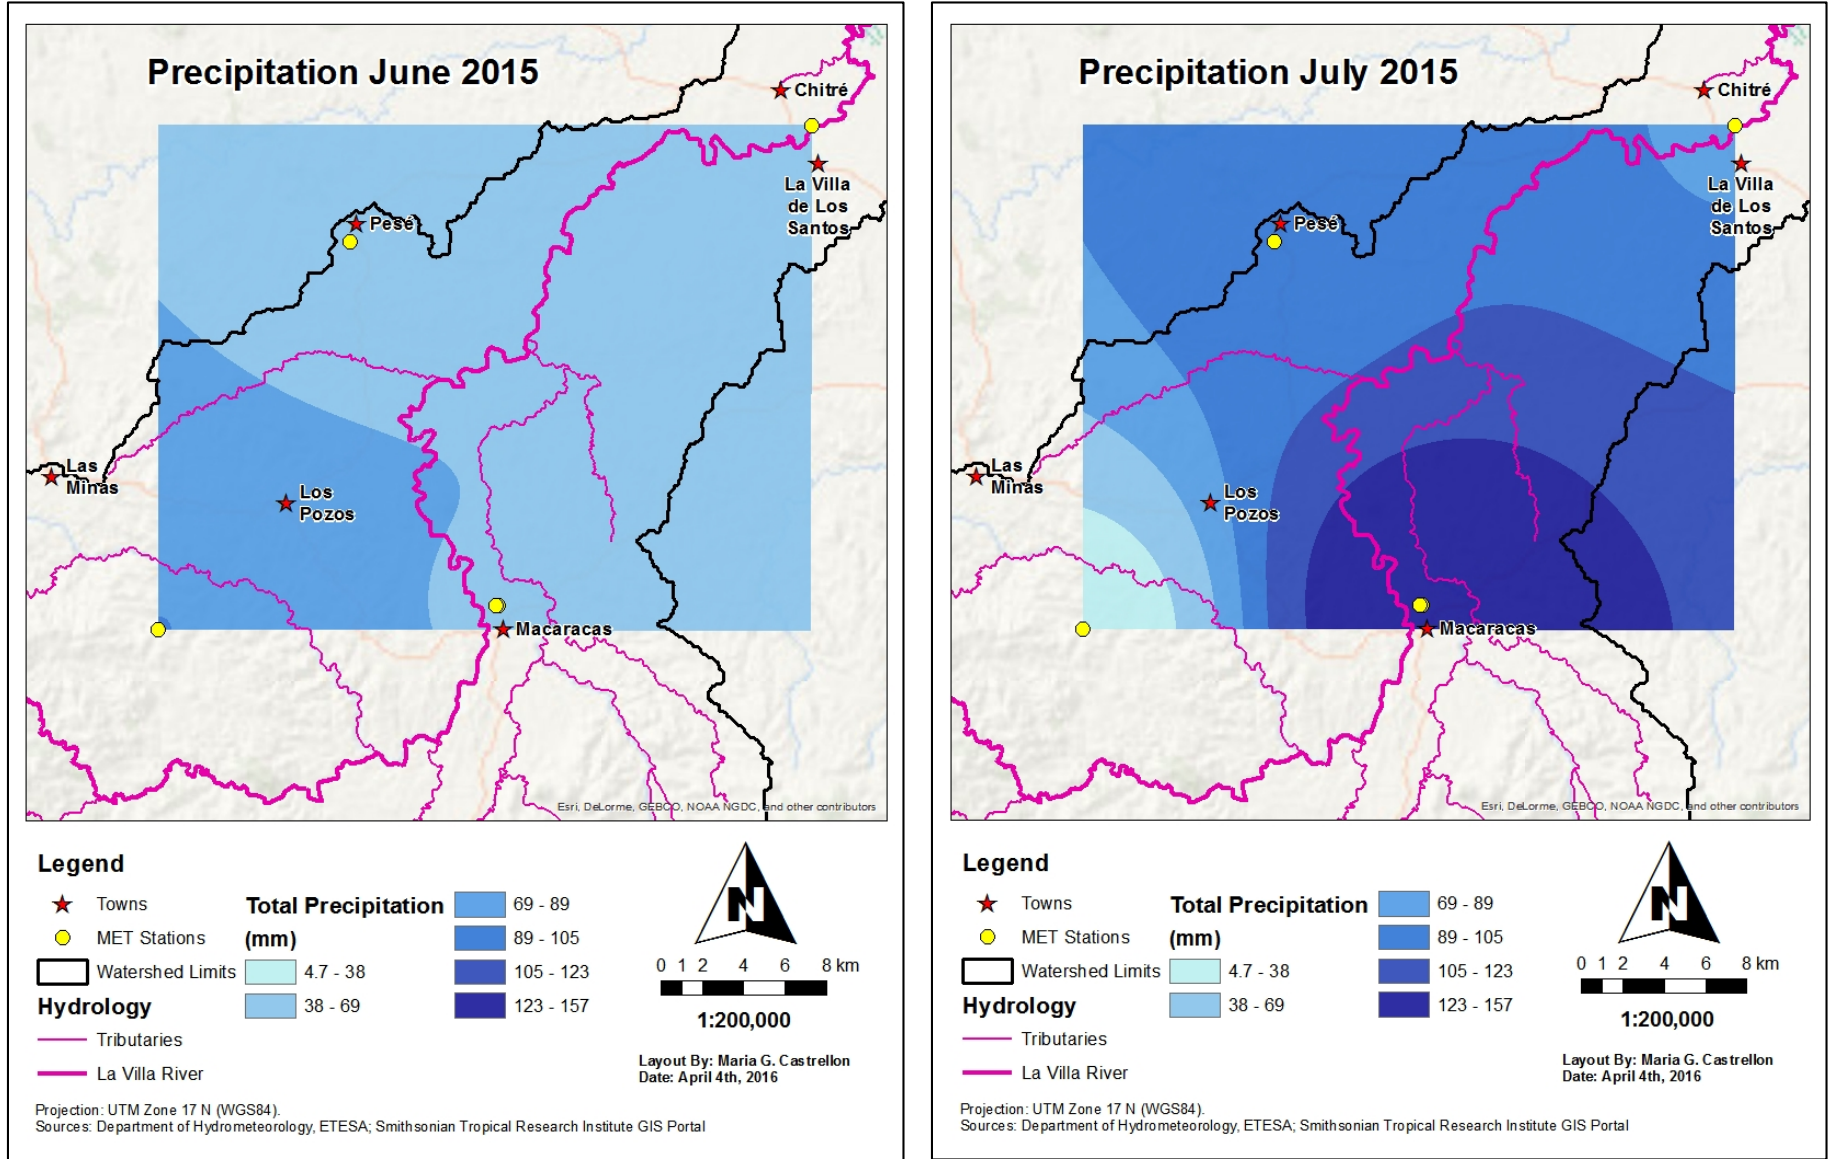 Precipitation June 2015
Chitré
La Villa
de Los
Santos
Pesé
Las
Minas
Los
Pozos
Macaracas
Esri, DeLorme, GEBCO, NOAA NGDC, and other contributors
Legend
Towns
MET Stations
Watershed Limits
Hydrology
Tributaries
La Villa River
Total Precipitation
(mm)
4.7 - 38
38 - 69
69 - 89
89 - 105
105 - 123
123 - 157
N
0 1 2 4 6 8 km
1:200,000
Layout By: Maria G. Castrellon
Date: April 4th, 2016
Projection: UTM Zone 17 N (WGS84).
Sources: Department of Hydrometeorology, ETESA; Smithsonian Tropical Research Institute GIS Portal
Precipitation July 2015
Chitré
La Villa
de Los
Santos
Pesé
Las
Minas
Los
Pozos
Macaracas
Esri, DeLorme, GEBCO, NOAA NGDC, and other contributors
Legend
Towns
MET Stations
Watershed Limits
Hydrology
Tributaries
La Villa River
Total Precipitation
(mm)
4.7 - 38
38 - 69
69 - 89
89 - 105
105 - 123
123 - 157
N
0 1 2 4 6 8 km
1:200,000
Layout By: Maria G. Castrellon
Date: April 4th, 2016
Projection: UTM Zone 17 N (WGS84).
Sources: Department of Hydrometeorology, ETESA; Smithsonian Tropical Research Institute GIS Portal